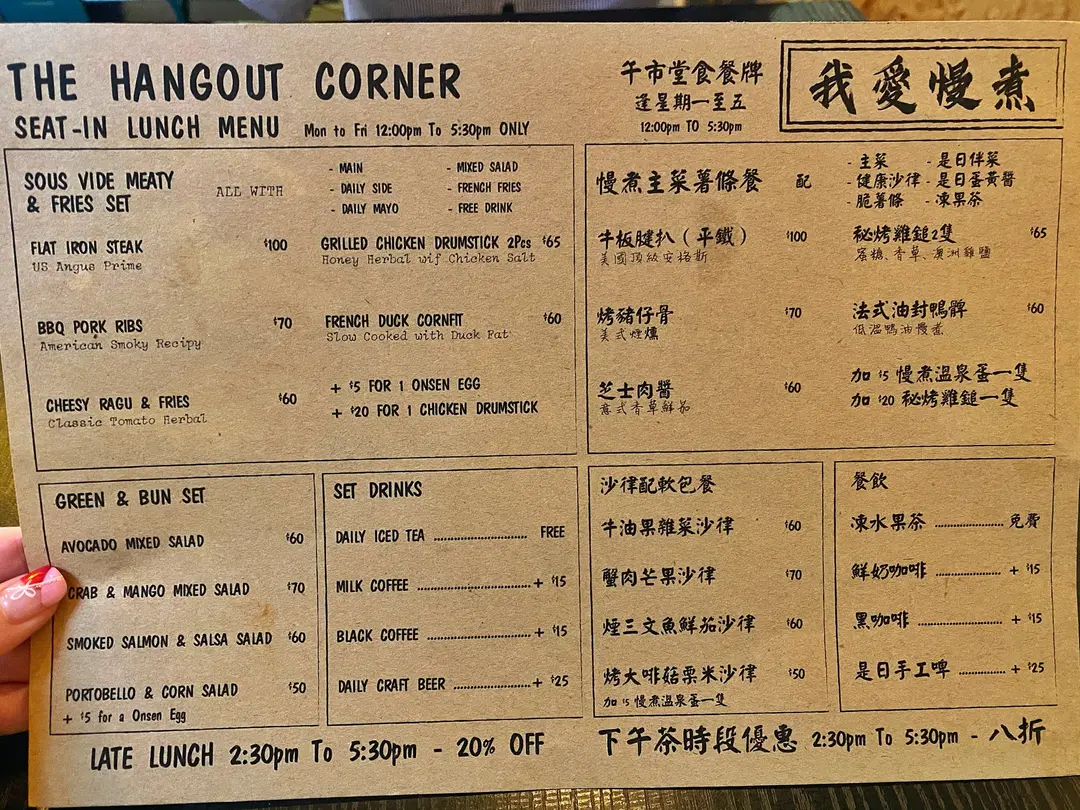 THE HANGOUT CORNER
SEAT-IN LUNCH MENU Mon to Fri 12:00pm To 5:30pm ONLY
午市堂食餐牌
逢星期一至五
12:00pm TO 5:30pm
我愛慢煮
SOUS VIDE MEATY
& FRIES SET
ALL WITH
- MAIN
- DAILY SIDE
- DAILY MAYO
- MIXED SALAD
- FRENCH FRIES
- FREE DRINK
FLAT IRON STEAK $100
US Angus Prime
GRILLED CHICKEN DRUMSTICK 2Pcs $65
Honey Herbal wif Chicken Salt
BBQ PORK RIBS $70
American Smoky Recipy
FRENCH DUCK CORNFIT $60
Slow Cooked with Duck Fat
CHEESY RAGU & FRIES $60
Classic Tomato Herbal
+ $5 FOR 1 ONSEN EGG
+ $20 FOR 1 CHICKEN DRUMSTICK
慢煮主菜薯條餐 配
- 主菜
- 健康沙律
- 脆薯條
- 是日伴菜
- 是日蛋黃醬
- 凍果茶
牛板腱扒（平鐵） $100
美國頂級安格斯
秘烤雞鎚2隻 $65
蜜糖、香草、澳洲雞鹽
烤豬仔骨 $70
美式煙燻
法式油封鴨髀 $60
低溫鴨油慢煮
芝士肉醬 $60
意式香草鮮茄
加 $5 慢煮溫泉蛋一隻
加 $20 秘烤雞鎚一隻
GREEN & BUN SET
AVOCADO MIXED SALAD $60
CRAB & MANGO MIXED SALAD $70
SMOKED SALMON & SALSA SALAD $60
PORTOBELLO & CORN SALAD $50
+ $5 for a Onsen Egg
SET DRINKS
DAILY ICED TEA ........................ FREE
MILK COFFEE ............................+ $15
BLACK COFFEE ..........................+ $15
DAILY CRAFT BEER ...................+ $25
沙律配軟包餐
牛油果雜菜沙律 $60
蟹肉芒果沙律 $70
煙三文魚鮮茄沙律 $60
烤大啡菇栗米沙律 $50
加 $5 慢煮溫泉蛋一隻
餐飲
凍水果茶 .................. 免費
鮮奶咖啡 ................. + $15
黑咖啡 ...................... + $15
是日手工啤 ............. + $25
LATE LUNCH 2:30pm To 5:30pm - 20% OFF
下午茶時段優惠 2:30pm To 5:30pm - 八折